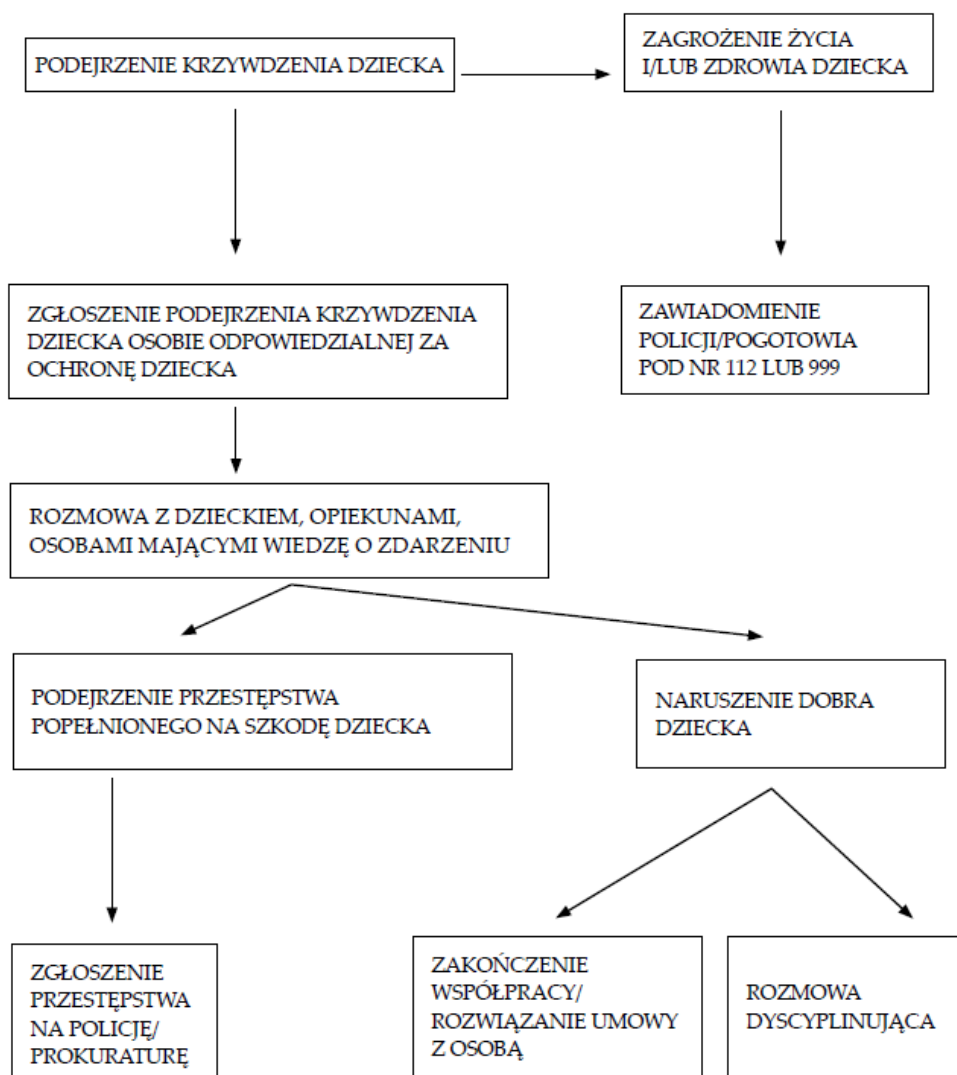 PODEJRZENIE KRZYWDZENIA DZIECKA
ZAGROŻENIE ŻYCIA
I/LUB ZDROWIA DZIECKA
ZGŁOSZENIE PODEJRZENIA KRZYWDZENIA
DZIECKA OSOBIE ODPOWIEDZIALNEJ ZA
OCHRONĘ DZIECKA
ZAWIADOMIENIE
POLICJI/POGOTOWIA
POD NR 112 LUB 999
ROZMOWA Z DZIECKIEM, OPIEKUNAMI,
OSOBAMI MAJĄCYMI WIEDZĘ O ZDARZENIU
PODEJRZENIE PRZESTĘPSTWA
POPEŁNIONEGO NA SZKODĘ DZIECKA
NARUSZENIE DOBRA
DZIECKA
ZGŁOSZENIE
PRZESTĘPSTWA
NA POLICJĘ/
PROKURATURĘ
ZAKOŃCZENIE
WSPÓŁPRACY/
ROZWIĄZANIE UMOWY
Z OSOBĄ
ROZMOWA
DYSCYPLINUJĄCA